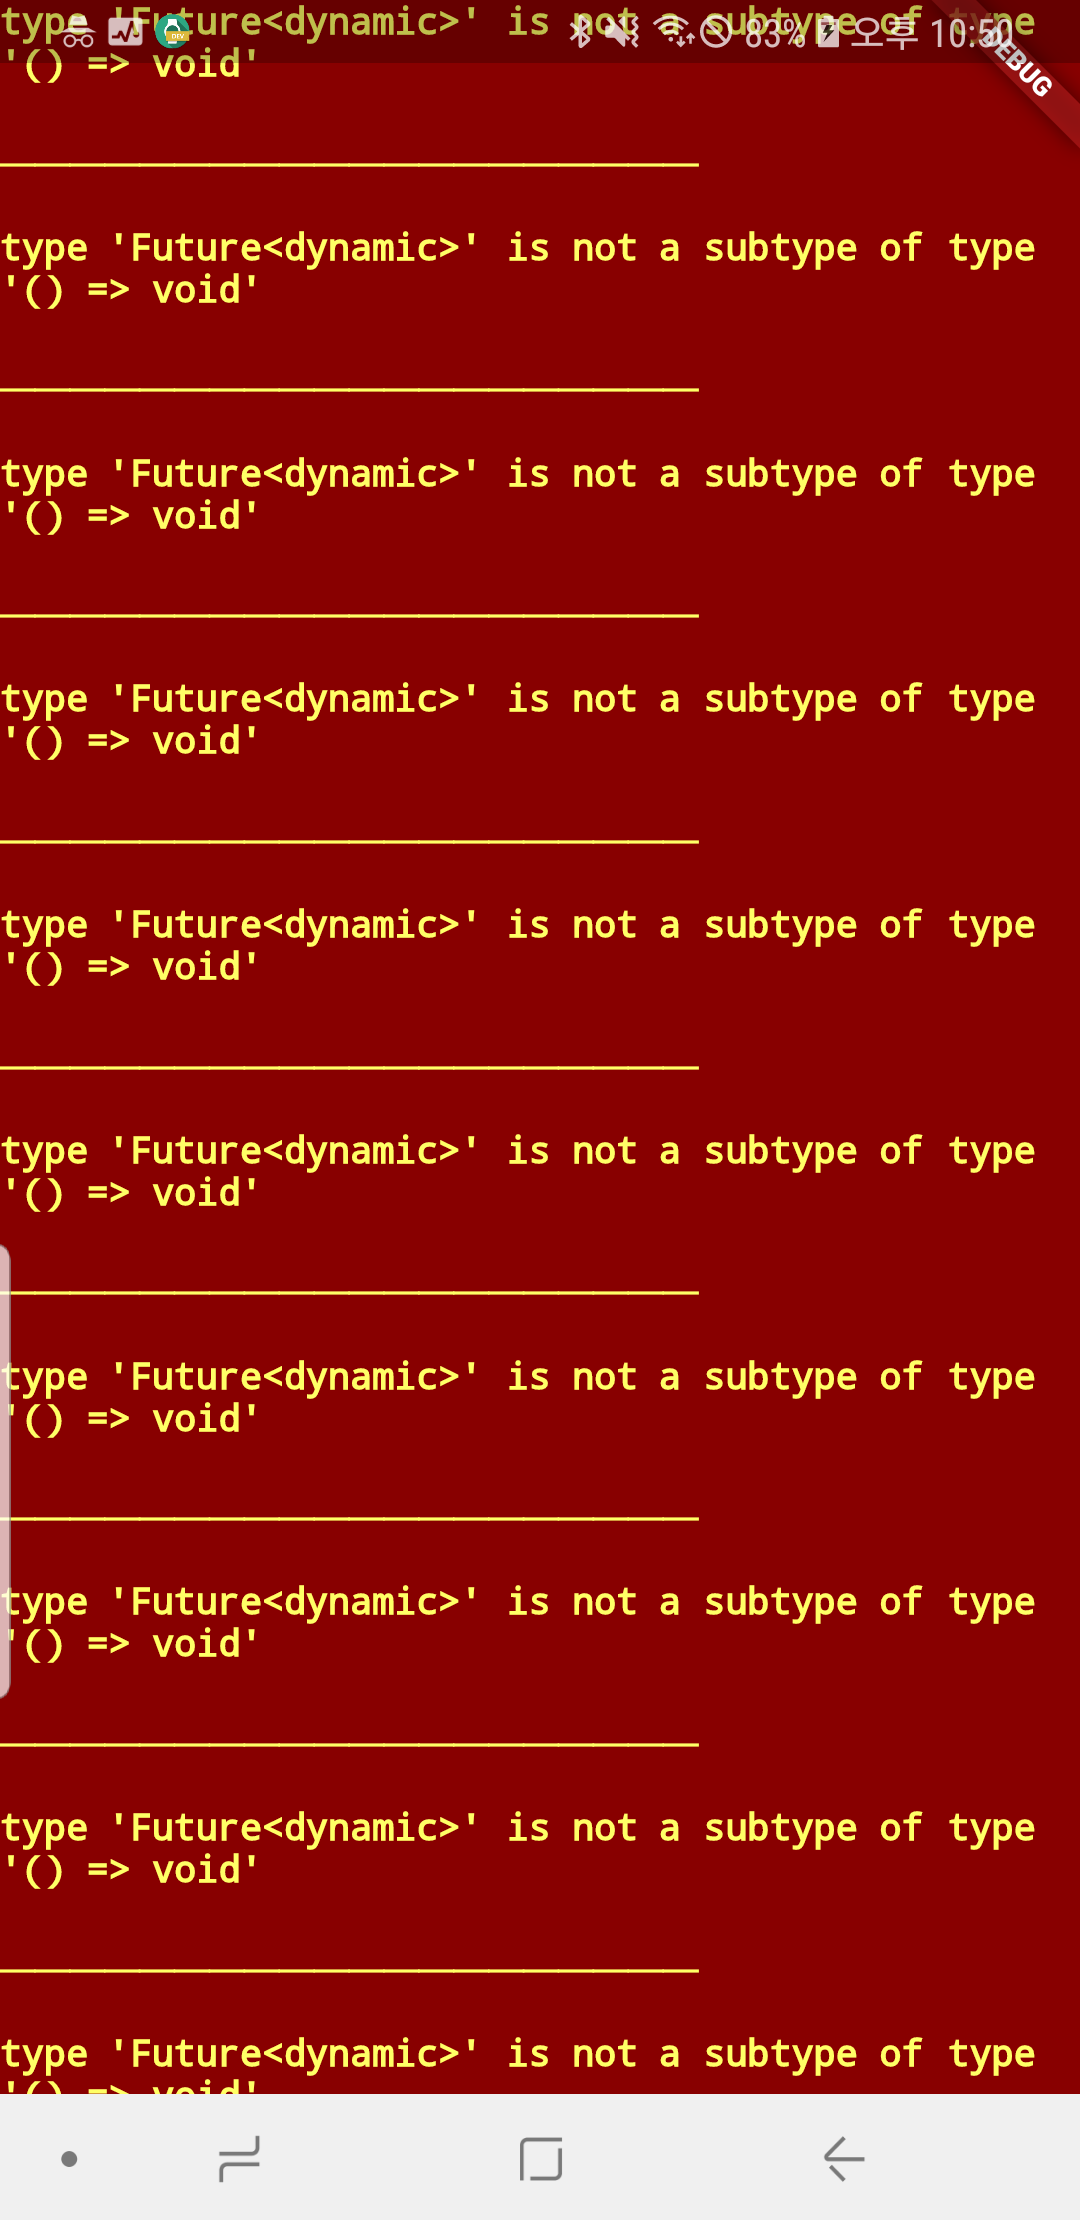 type 'Future<dynamic>' is not a subtype of type
'() => void'
83% 오후 10:50
DEBUG
DEV
type 'Future<dynamic>' is not a subtype of type
'() => void'
type 'Future<dynamic>' is not a subtype of type
'() => void'
type 'Future<dynamic>' is not a subtype of type
'() => void'
type 'Future<dynamic>' is not a subtype of type
'() => void'
type 'Future<dynamic>' is not a subtype of type
'() => void'
type 'Future<dynamic>' is not a subtype of type
'() => void'
type 'Future<dynamic>' is not a subtype of type
'() => void'
type 'Future<dynamic>' is not a subtype of type
'() => void'
type 'Future<dynamic>' is not a subtype of type
'() => void'